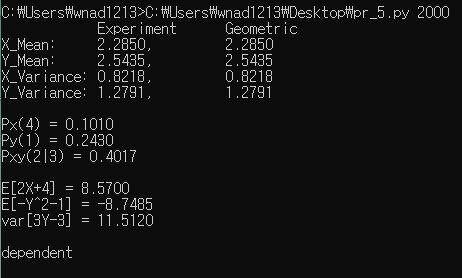 C:₩Users₩wnad1213>C:₩Users₩wnad1213₩Desktop₩pr_5.py 2000
Experiment Geometric
X_Mean: 2.2850, 2.2850
Y_Mean: 2.5435, 2.5435
X_Variance: 0.8218, 0.8218
Y_Variance: 1.2791, 1.2791
Px(4) = 0.1010
Py(1) = 0.2430
Pxy(2|3) = 0.4017
E[2X+4] = 8.5700
E[-Y^2-1] = -8.7485
var[3Y-3] = 11.5120
dependent